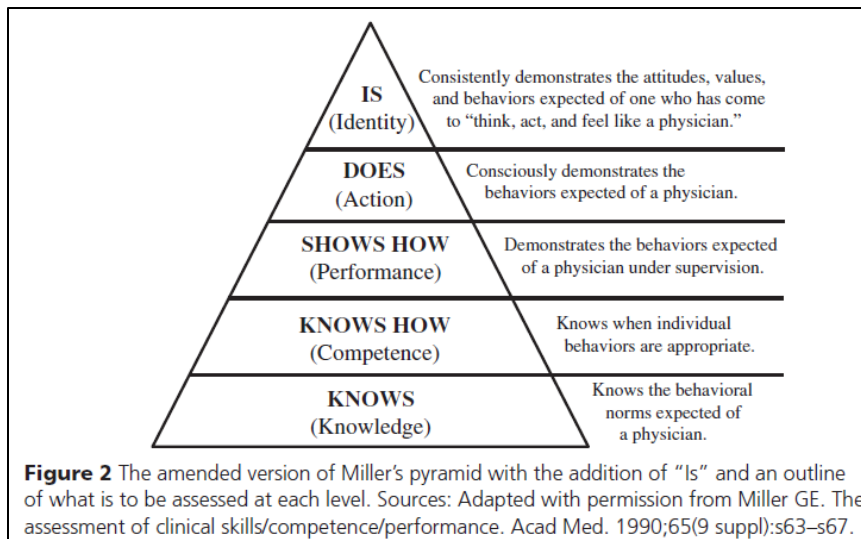 IS
(Identity)
Consistently demonstrates the attitudes, values,
and behaviors expected of one who has come
to “think, act, and feel like a physician.”
DOES
(Action)
Consciously demonstrates the
behaviors expected of a physician.
SHOWS HOW
(Performance)
Demonstrates the behaviors expected
of a physician under supervision.
KNOWS HOW
(Competence)
Knows when individual
behaviors are appropriate.
KNOWS
(Knowledge)
Knows the behavioral
norms expected of
a physician.
Figure 2 The amended version of Miller’s pyramid with the addition of “Is” and an outline
of what is to be assessed at each level. Sources: Adapted with permission from Miller GE. The
assessment of clinical skills/competence/performance. Acad Med. 1990;65(9 suppl):s63–s67.